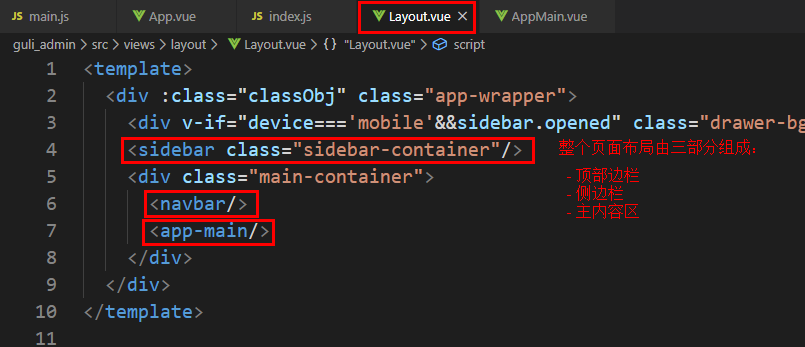 JS main.js App.vue JS index.js Layout.vue × AppMain.vue
guli_admin > src > views > layout > Layout.vue > {} "Layout.vue" > script
1 <template>
2 <div :class="classObj" class="app-wrapper">
3 <div v-if="device==='mobile'&&sidebar.opened" class="drawer-bg
4 <sidebar class="sidebar-container"/> 整个页面布局由三部分组成：
5 <div class="main-container"> - 顶部边栏
6 <navbar/> - 侧边栏
7 <app-main/> - 主内容区
8 </div>
9 </div>
10 </template>
11